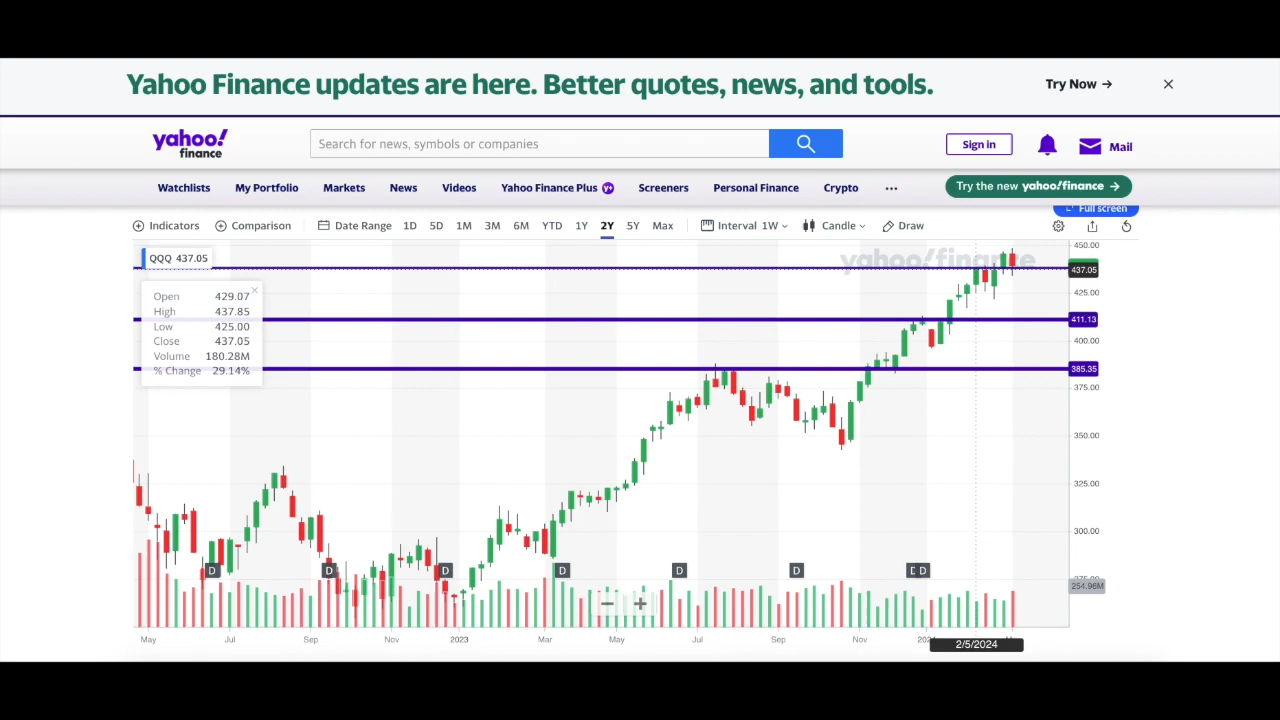 Yahoo Finance updates are here. Better quotes, news, and tools.
Try Now →
yahoo!
finance
Search for news, symbols or companies
Sign in
Mail
Watchlists My Portfolio Markets News Videos Yahoo Finance Plus Screeners Personal Finance Crypto ...
Try the new yahoo!finance →
Full screen
Indicators Comparison Date Range 1D 5D 1M 3M 6M YTD 1Y 2Y 5Y Max Interval 1W Candle Draw
yahoo!finance
450.00
QQQ 437.05
437.05
Open 429.07
High 437.85
Low 425.00
Close 437.05
Volume 180.28M
% Change 29.14%
425.00
411.13
400.00
385.35
375.00
350.00
325.00
300.00
D D D D D D D
254.96M
May Jul Sep Nov 2023 Mar May Jul Sep Nov
2/5/2024